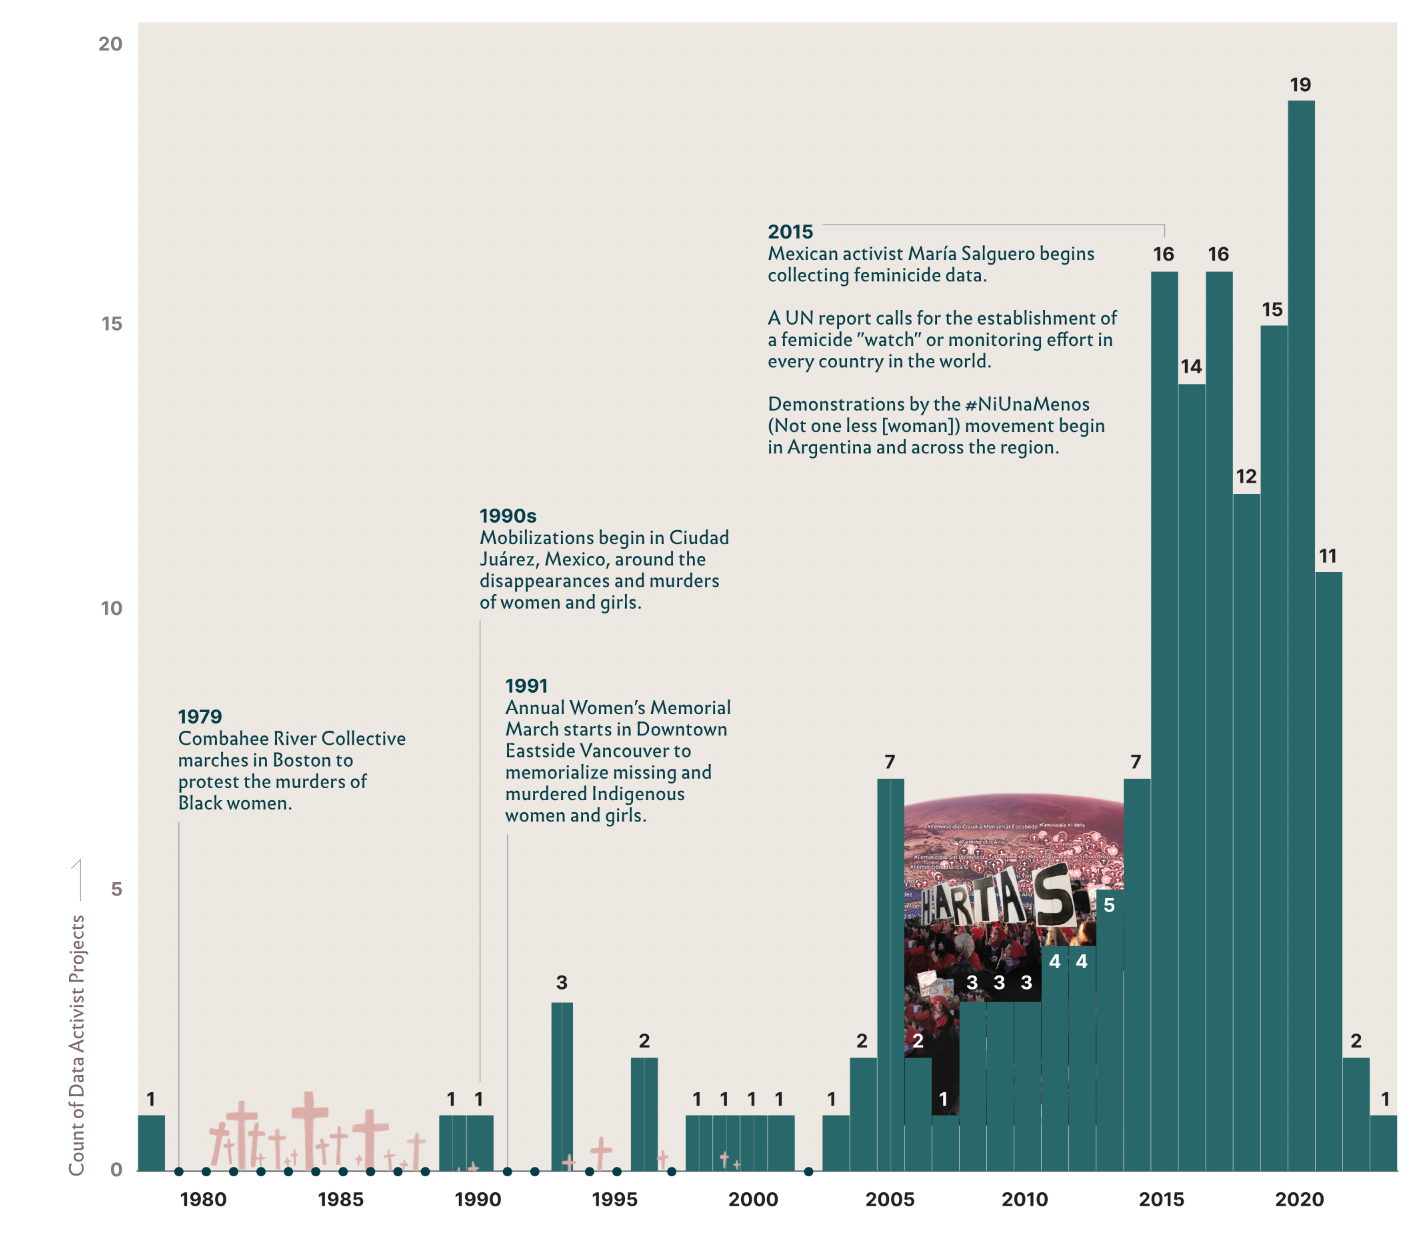 20
15
10
5
0
Count of Data Activist Projects
1979
Combahee River Collective
marches in Boston to
protest the murders of
Black women.
1990s
Mobilizations begin in Ciudad
Juárez, Mexico, around the
disappearances and murders
of women and girls.
1991
Annual Women's Memorial
March starts in Downtown
Eastside Vancouver to
memorialize missing and
murdered Indigenous
women and girls.
2015
Mexican activist María Salguero begins
collecting feminicide data.
A UN report calls for the establishment of
a femicide "watch" or monitoring effort in
every country in the world.
Demonstrations by the #NiUnaMenos
(Not one less [woman]) movement begin
in Argentina and across the region.
#Feminicidio Claudia Monserrat Escobedo
HARTAS
1 1 1 3 2 1 1 1 1 1 2 7 2 1 3 3 3 4 4 5 7 16 14 16 12 15 19 11 2 1
1980 1985 1990 1995 2000 2005 2010 2015 2020